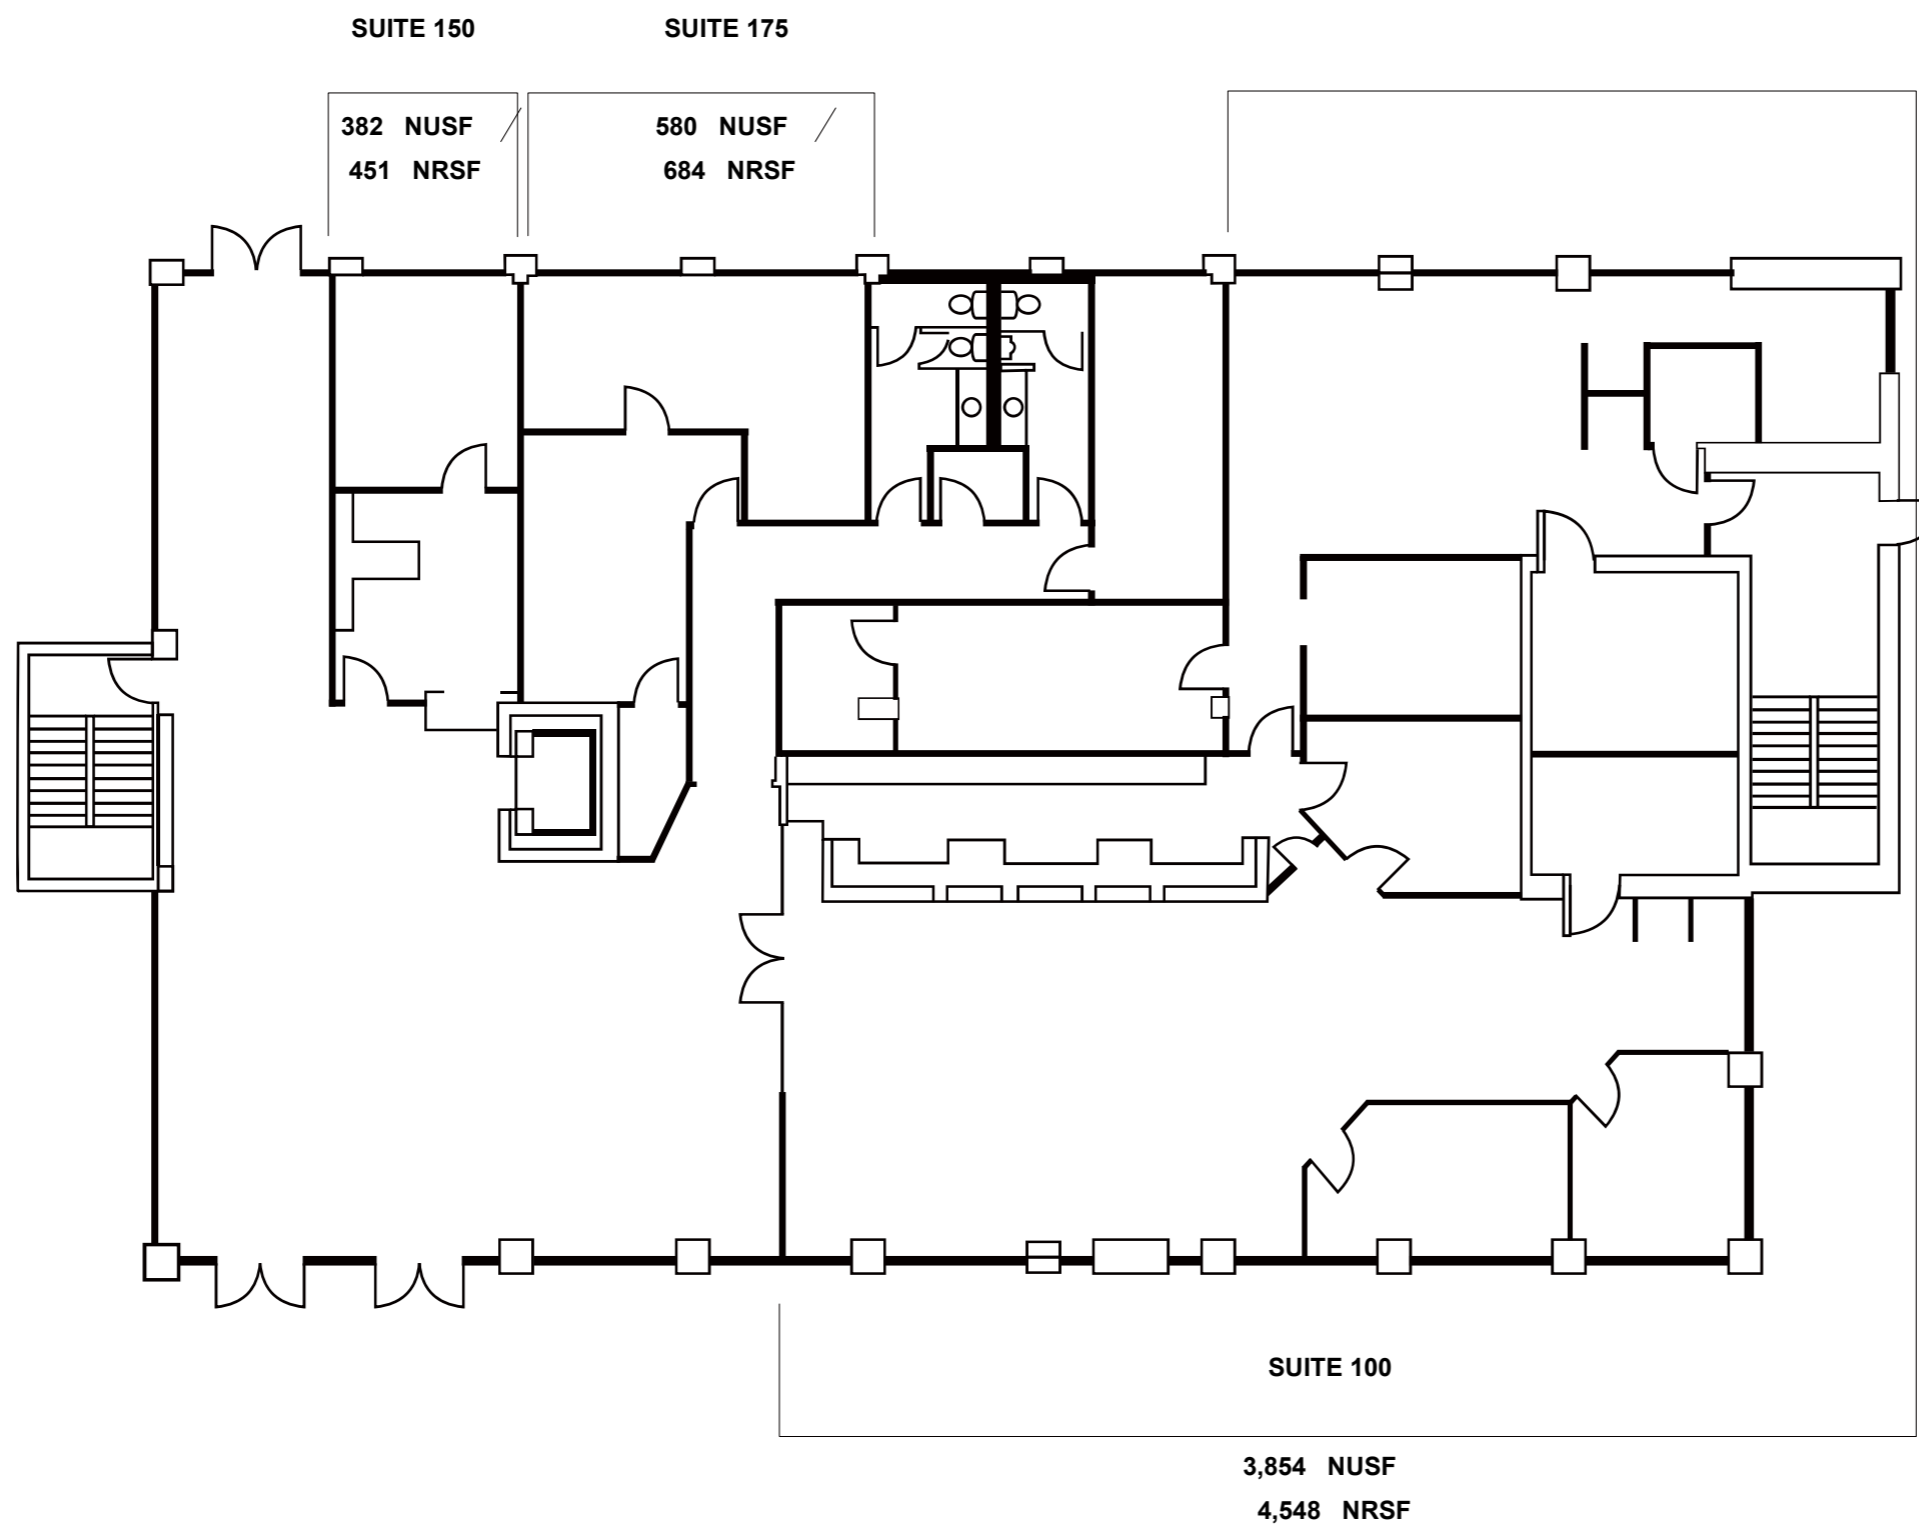 SUITE 150
SUITE 175
382 NUSF /
451 NRSF
580 NUSF /
684 NRSF
SUITE 100
3,854 NUSF
4,548 NRSF